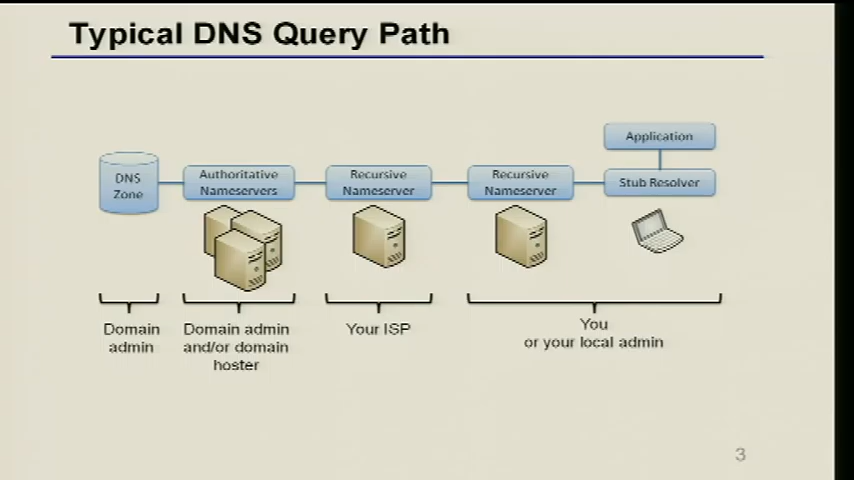 Typical DNS Query Path
Application
DNS
Zone
Authoritative
Nameservers
Recursive
Nameserver
Recursive
Nameserver
Stub Resolver
Domain
admin
Domain admin
and/or domain
hoster
Your ISP
You
or your local admin
3